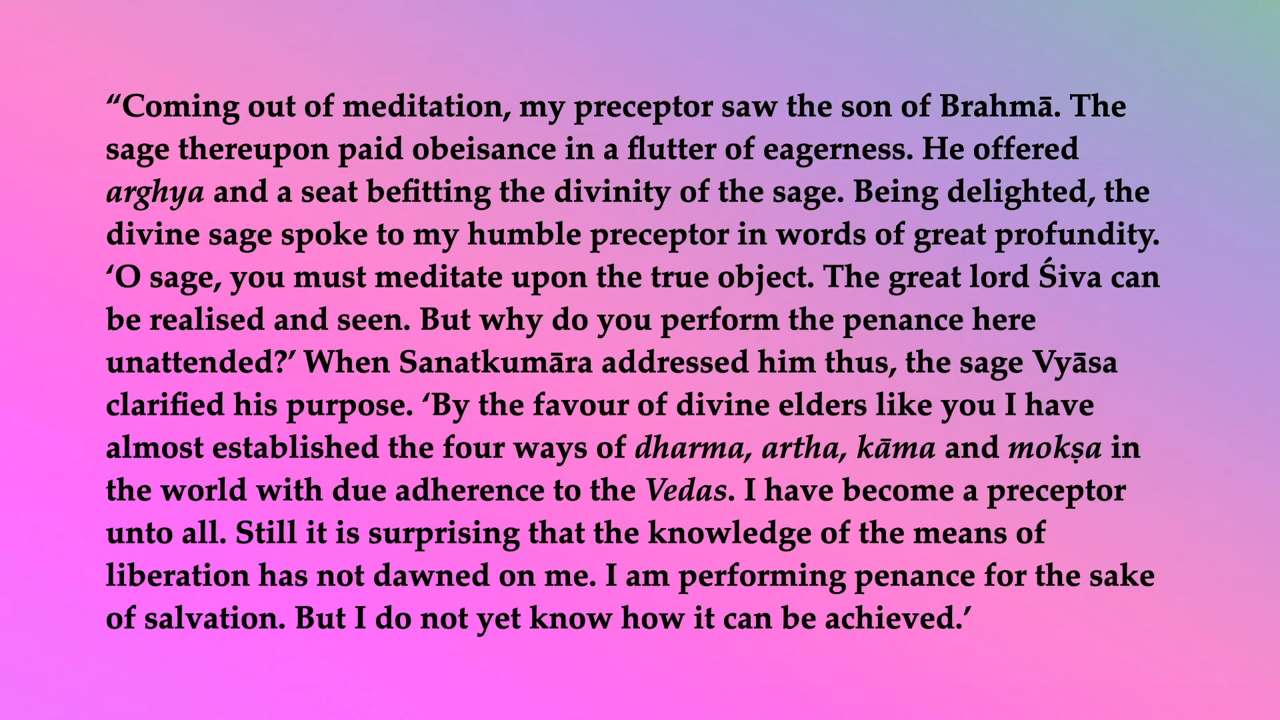 “Coming out of meditation, my preceptor saw the son of Brahmā. The
sage thereupon paid obeisance in a flutter of eagerness. He offered
arghya and a seat befitting the divinity of the sage. Being delighted, the
divine sage spoke to my humble preceptor in words of great profundity.
‘O sage, you must meditate upon the true object. The great lord Śiva can
be realised and seen. But why do you perform the penance here
unattended?’ When Sanatkumāra addressed him thus, the sage Vyāsa
clarified his purpose. ‘By the favour of divine elders like you I have
almost established the four ways of dharma, artha, kāma and mokṣa in
the world with due adherence to the Vedas. I have become a preceptor
unto all. Still it is surprising that the knowledge of the means of
liberation has not dawned on me. I am performing penance for the sake
of salvation. But I do not yet know how it can be achieved.’